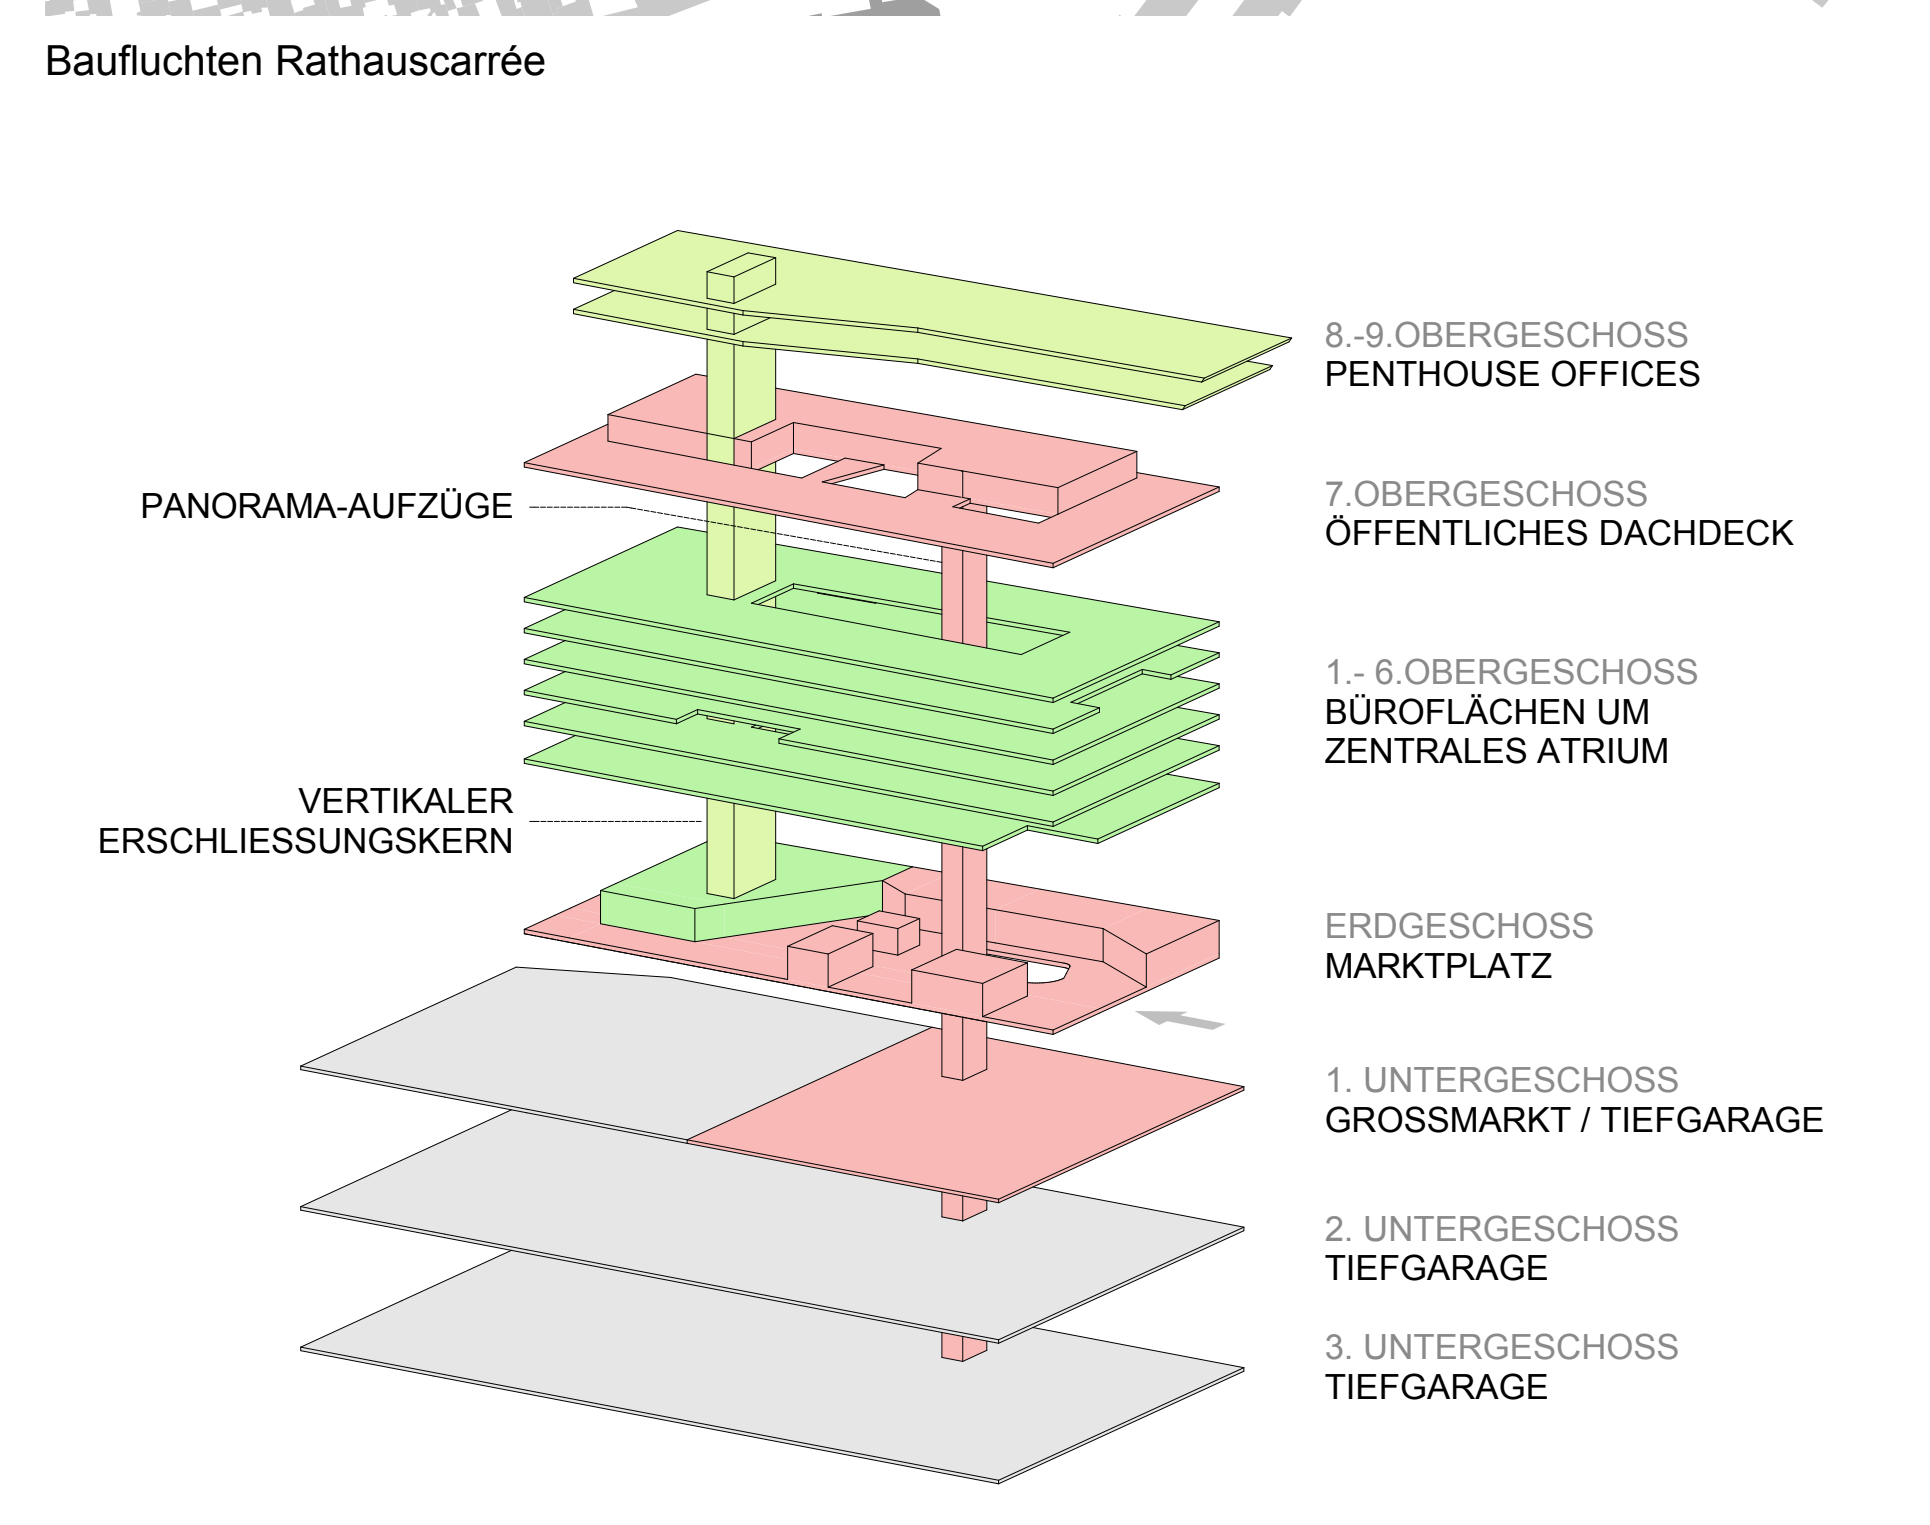 Baufluchten Rathauscarrée
8.-9.OBERGESCHOSS
PENTHOUSE OFFICES
PANORAMA-AUFZÜGE
7.OBERGESCHOSS
ÖFFENTLICHES DACHDECK
1.- 6.OBERGESCHOSS
BÜROFLÄCHEN UM
ZENTRALES ATRIUM
VERTIKALER
ERSCHLIESSUNGSKERN
ERDGESCHOSS
MARKTPLATZ
1. UNTERGESCHOSS
GROSSMARKT / TIEFGARAGE
2. UNTERGESCHOSS
TIEFGARAGE
3. UNTERGESCHOSS
TIEFGARAGE